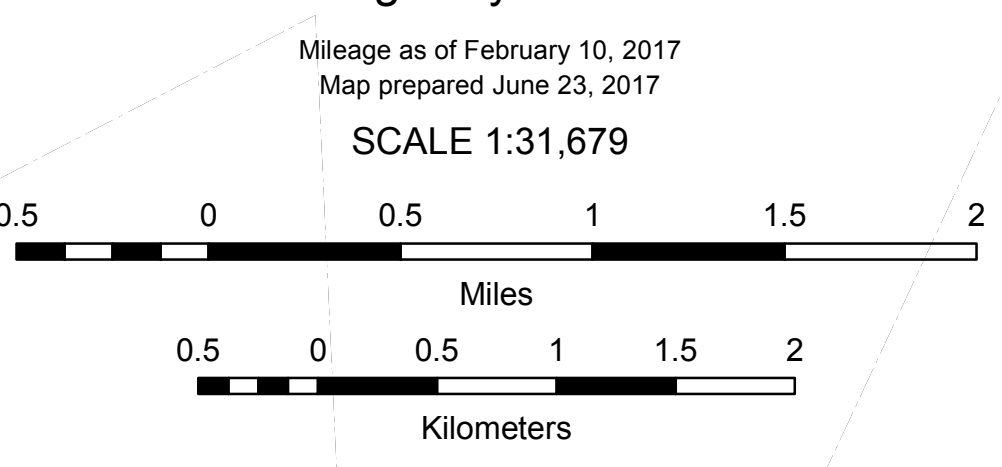 Mileage as of February 10, 2017
Map prepared June 23, 2017
SCALE 1:31,679
0.5 0 0.5 1 1.5 2
Miles
0.5 0 0.5 1 1.5 2
Kilometers